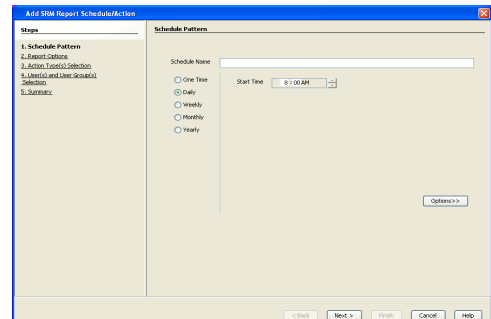 Add SRM Report Schedule/Action
Steps
1. Schedule Pattern
2. Report Options
3. Action Type(s) Selection
4. User(s) and User Group(s)
Selection
5. Summary
Schedule Pattern
Schedule Name
One Time
Daily
Weekly
Monthly
Yearly
Start Time
8 : 00 AM
Options>>
< Back
Next >
Finish
Cancel
Help